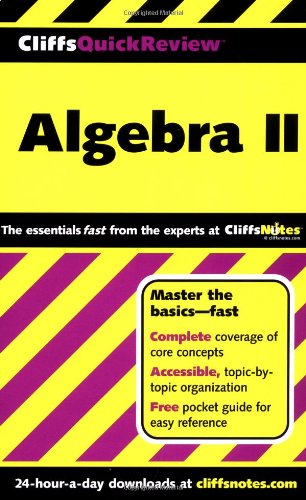 CliffsQuickReview™
Algebra II
The essentials fast from the experts at CliffsNotes™
@ cliffsnotes.com
Master the
basics—fast
Complete coverage of
core concepts
Accessible, topic-by-
topic organization
Free pocket guide for
easy reference
24-hour-a-day downloads at cliffsnotes.com